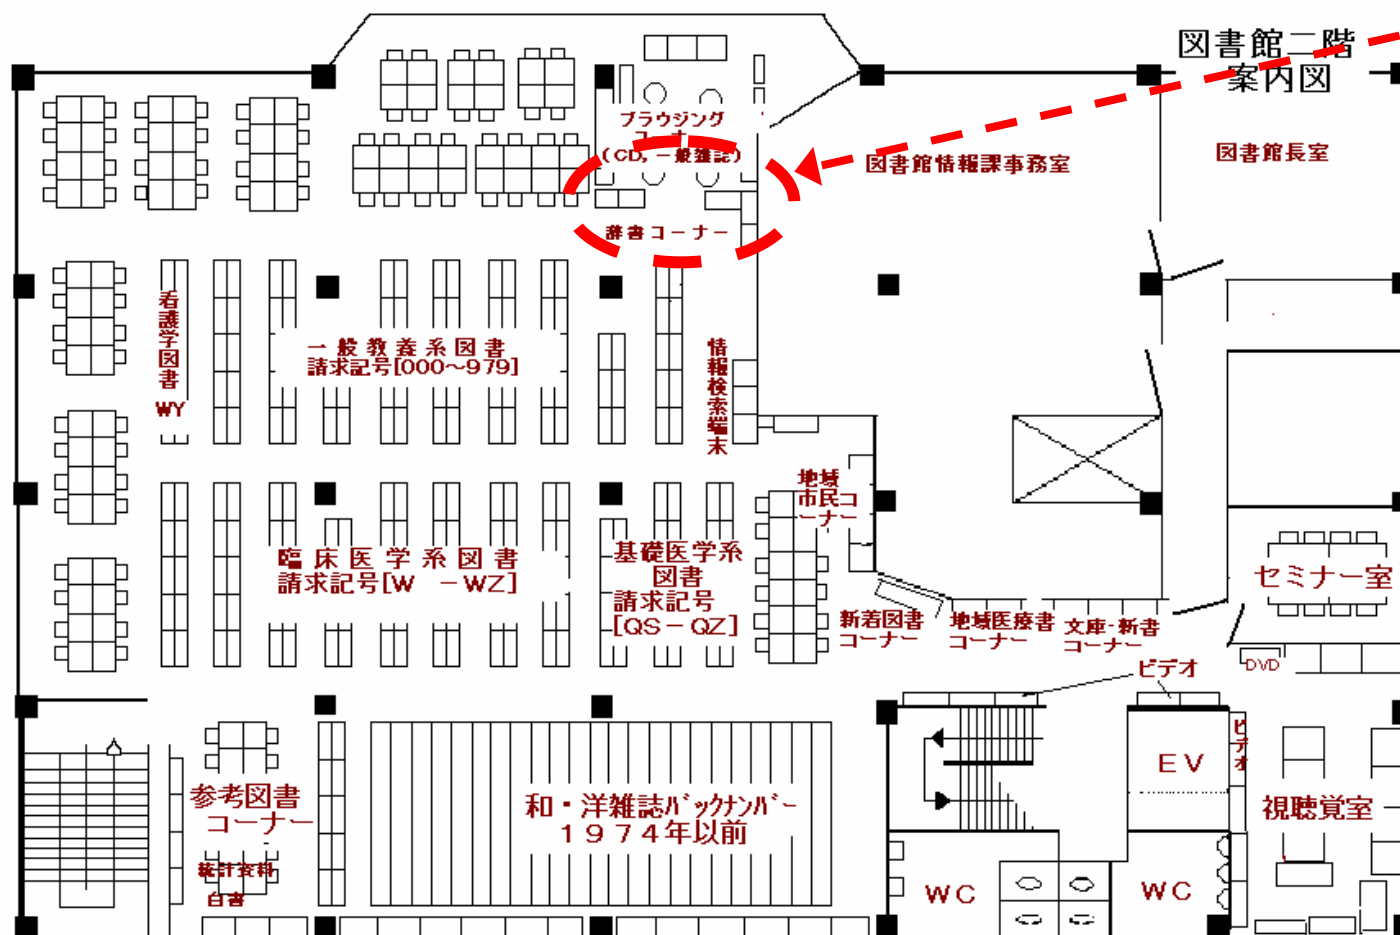 図書館二階
案内図
ブラウジング
コーナー
(CD,一般雑誌)
図書館情報課事務室
図書館長室
辞書コーナー
看護学図書
WY
一般教養系図書
請求記号[000～979]
情報検索端末
地域
市民コ
ーナー
臨床医学系図書
請求記号[W －WZ]
基礎医学系
図書
請求記号
[QS－QZ]
セミナー室
新着図書
コーナー
地域医療書
コーナー
文庫・新書
コーナー
ビデオ
DVD
ビデオ
EV
参考図書
コーナー
和・洋雑誌バックナンバー
1974年以前
視聴覚室
統計資料
白書
WC
WC